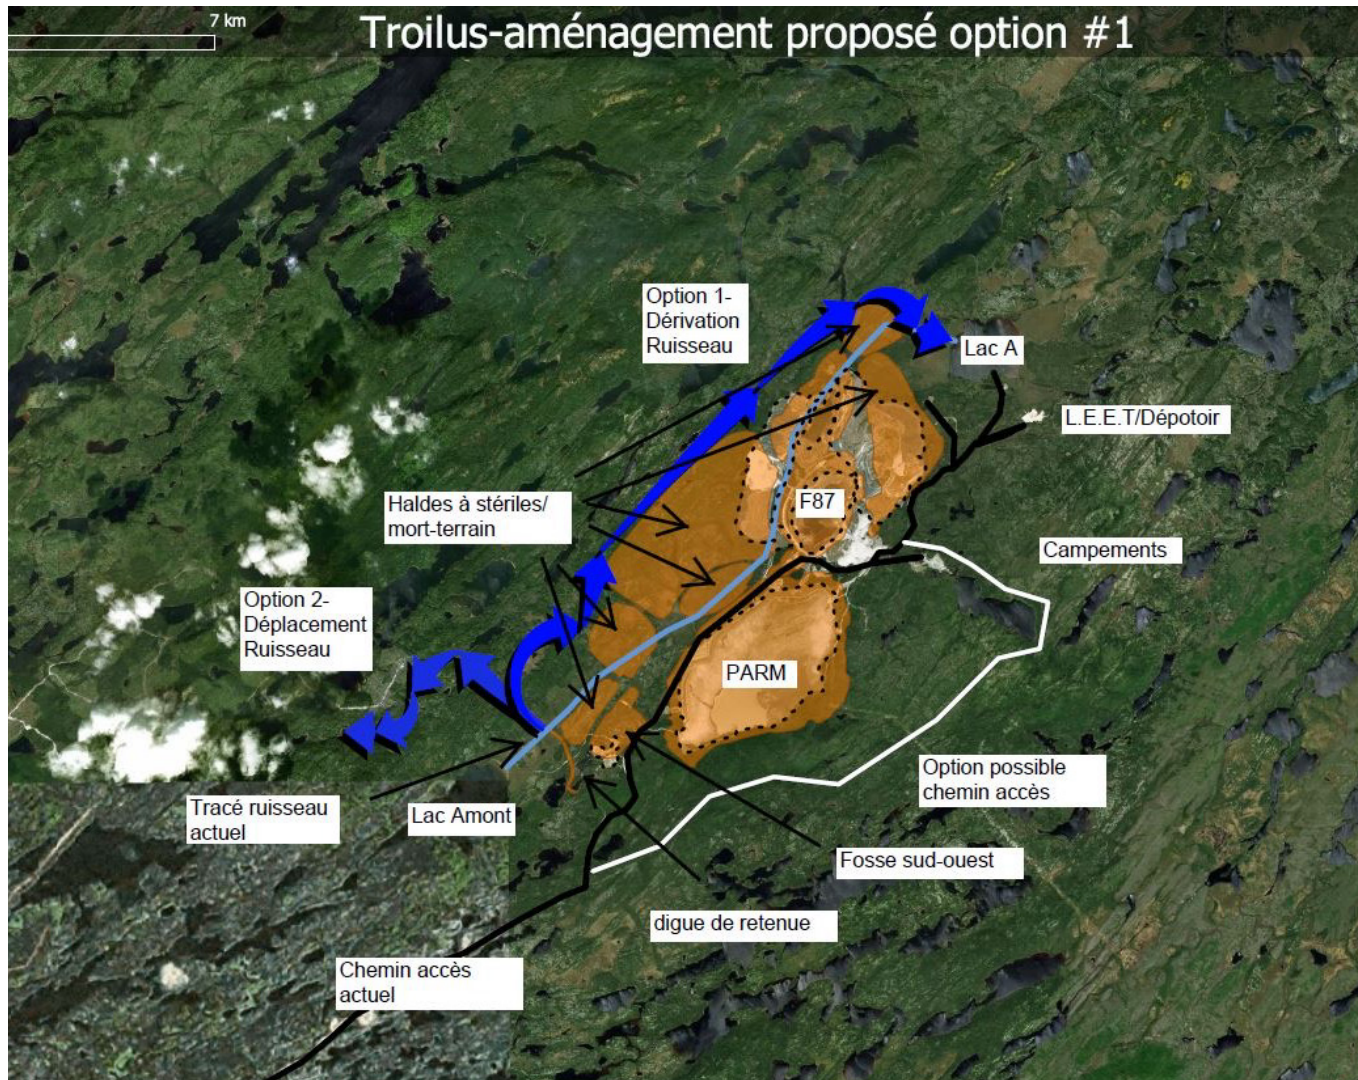 7 km
Troilus-aménagement proposé option #1
Option 1-
Dérivation
Ruisseau
Lac A
L.E.E.T/Dépotoir
Haldes à stériles/
mort-terrain
F87
Campements
Option 2-
Déplacement
Ruisseau
PARM
Option possible
chemin accès
Tracé ruisseau
actuel
Lac Amont
Fosse sud-ouest
digue de retenue
Chemin accès
actuel